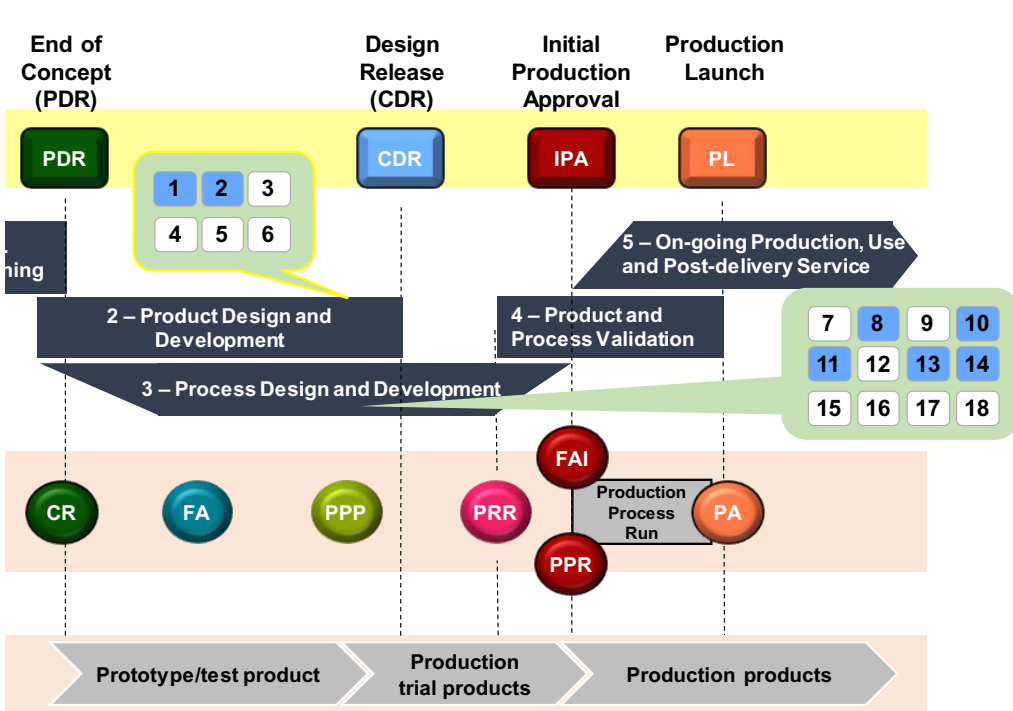 End of
Concept
(PDR)
Design
Release
(CDR)
Initial
Production
Approval
Production
Launch
PDR
CDR
IPA
PL
1 2 3
4 5 6
ning
5 – On-going Production, Use
and Post-delivery Service
2 – Product Design and
Development
4 – Product and
Process Validation
3 – Process Design and Development
7 8 9 10
11 12 13 14
15 16 17 18
CR
FA
PPP
PRR
FAI
PPR
Production
Process
Run
PA
Prototype/test product
Production
trial products
Production products